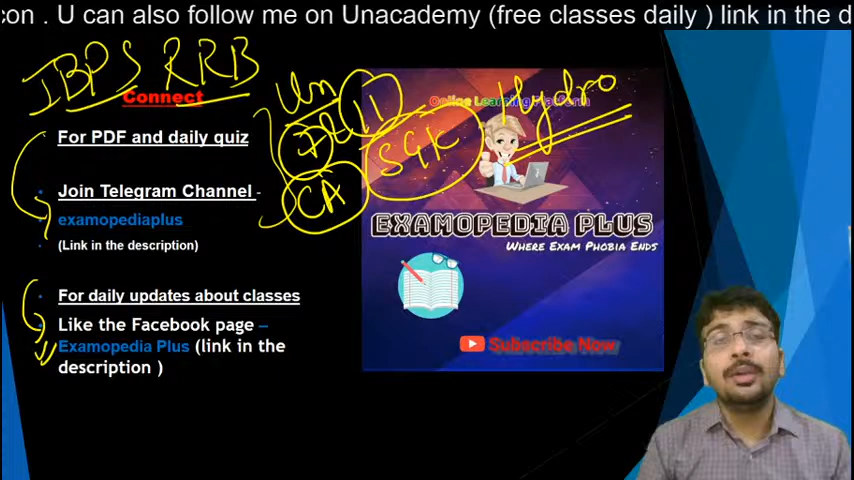 con . U can also follow me on Unacademy (free classes daily ) link in the d
IBPS RRB
Connect
For PDF and daily quiz
Join Telegram Channel -
examopediaplus
(Link in the description)
For daily updates about classes
Like the Facebook page –
Examopedia Plus (link in the
description )
Un
11
7
CA
SGK
Hydro
Online Learning Platform
EXAMOPEDIA PLUS
WHERE EXAM PHOBIA ENDS
Subscribe Now